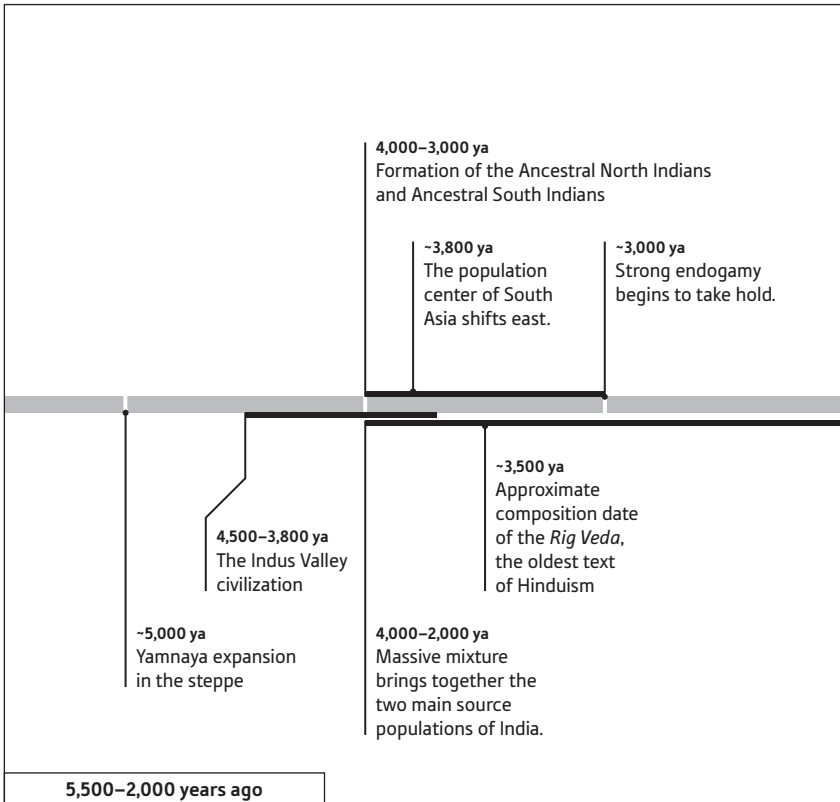 4,000–3,000 ya
Formation of the Ancestral North Indians
and Ancestral South Indians
~3,800 ya
The population
center of South
Asia shifts east.
~3,000 ya
Strong endogamy
begins to take hold.
~3,500 ya
Approximate
composition date
of the Rig Veda,
the oldest text
of Hinduism
4,500–3,800 ya
The Indus Valley
civilization
~5,000 ya
Yamnaya expansion
in the steppe
4,000–2,000 ya
Massive mixture
brings together the
two main source
populations of India.
5,500–2,000 years ago